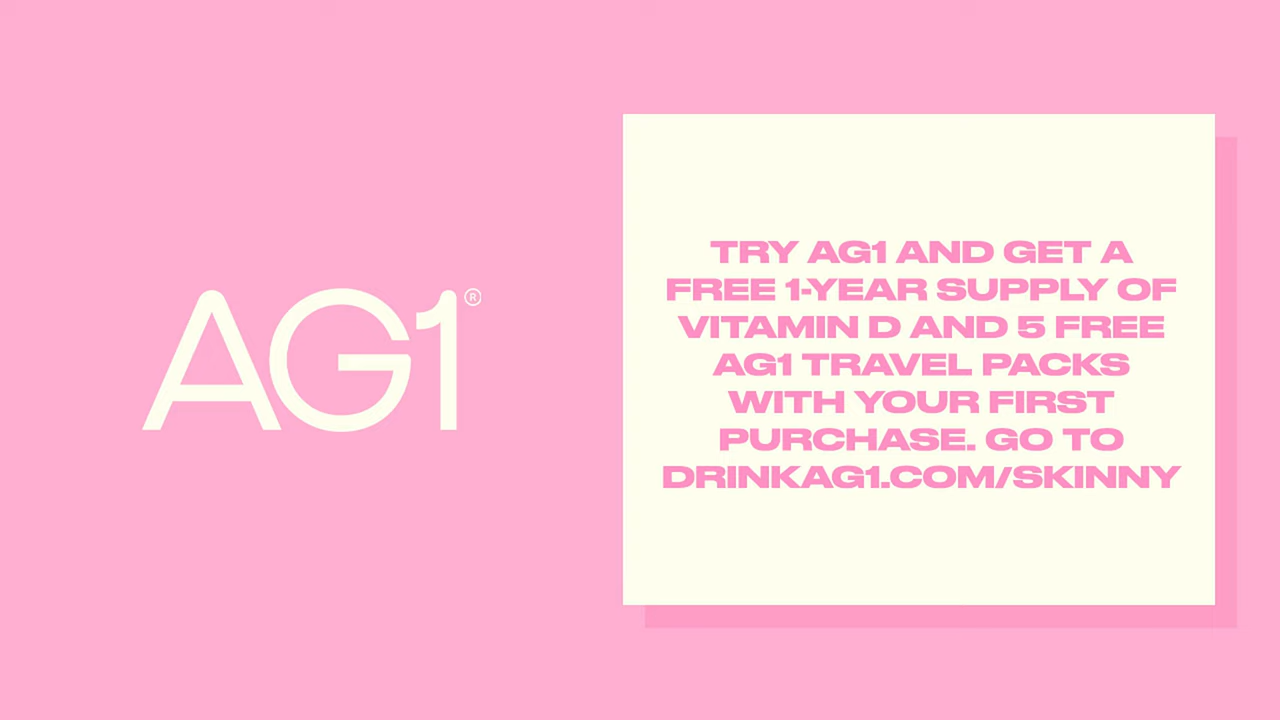 AG1®
TRY AG1 AND GET A
FREE 1-YEAR SUPPLY OF
VITAMIN D AND 5 FREE
AG1 TRAVEL PACKS
WITH YOUR FIRST
PURCHASE. GO TO
DRINKAG1.COM/SKINNY